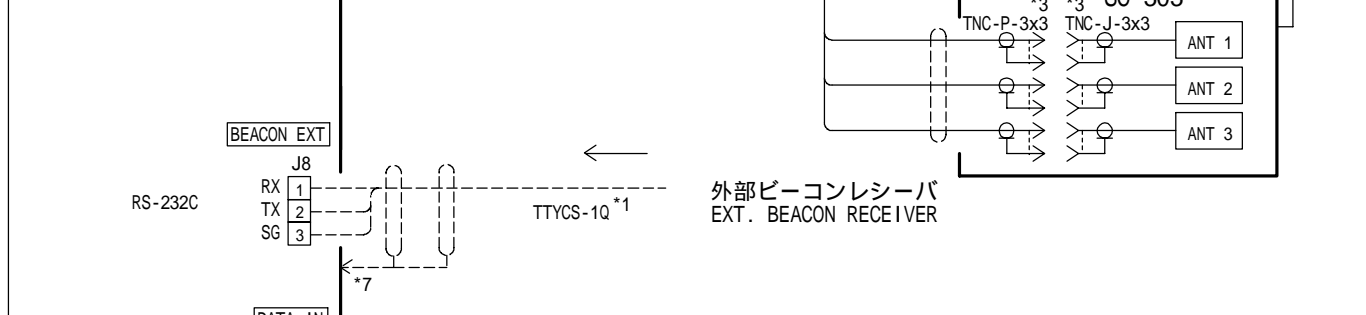 *3 *3
TNC-P-3x3 TNC-J-3x3
ANT 1
ANT 2
ANT 3
BEACON EXT
J8
RX 1
TX 2
SG 3
RS-232C
TTYCS-1Q *1
外部ビーコンレシーバ
EXT. BEACON RECEIVER
*7